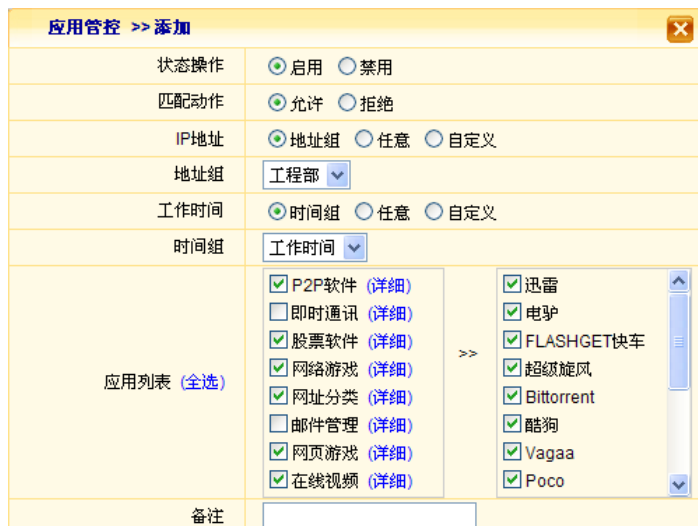 应用管控 >> 添加
状态操作 启用 禁用
匹配动作 允许 拒绝
IP地址 地址组 任意 自定义
地址组 工程部
工作时间 时间组 任意 自定义
时间组 工作时间
应用列表 (全选)
P2P软件 (详细)
即时通讯 (详细)
股票软件 (详细)
网络游戏 (详细)
网址分类 (详细)
邮件管理 (详细)
网页游戏 (详细)
在线视频 (详细)
>>
迅雷
电驴
FLASHGET快车
超级旋风
Bittorrent
酷狗
Vagaa
Poco
备注